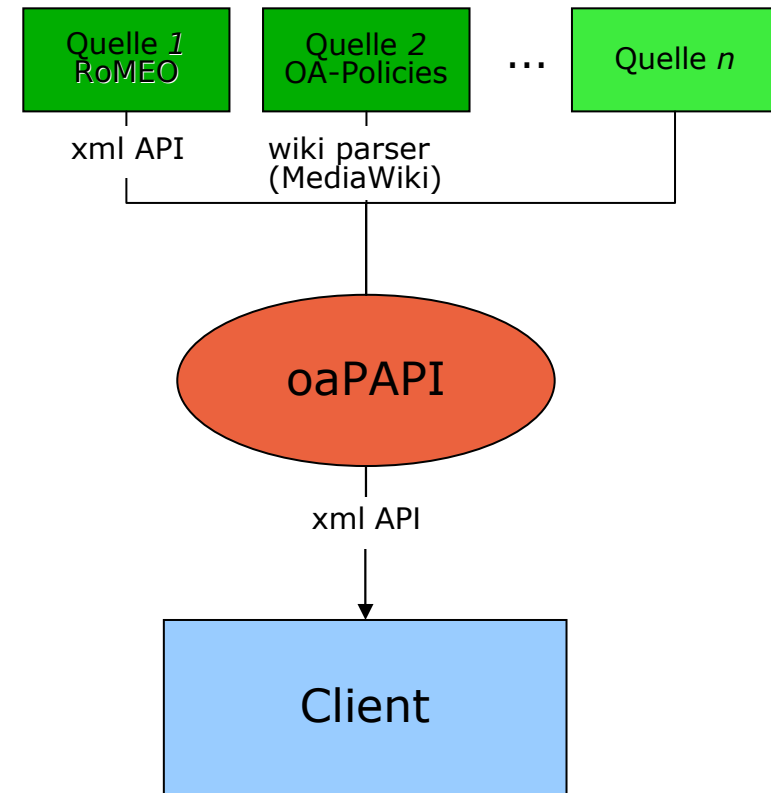 Quelle 1
RoMEO
Quelle 2
OA-Policies
...
Quelle n
xml API
wiki parser
(MediaWiki)
oaPAPI
xml API
Client